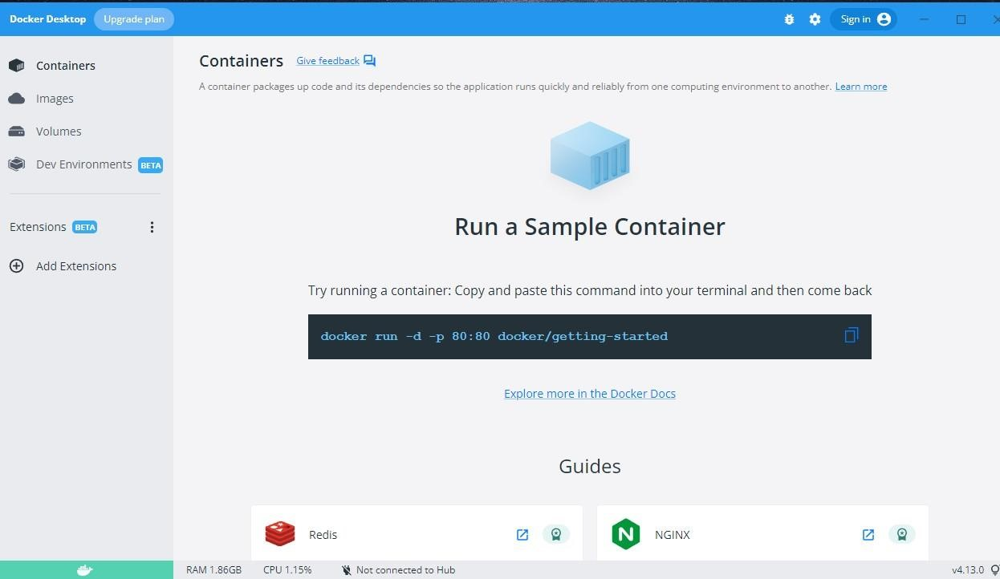 Docker Desktop Upgrade plan Sign in
Containers
Images
Volumes
Dev Environments BETA
Extensions BETA
Add Extensions
Containers Give feedback
A container packages up code and its dependencies so the application runs quickly and reliably from one computing environment to another. Learn more
Run a Sample Container
Try running a container: Copy and paste this command into your terminal and then come back
docker run -d -p 80:80 docker/getting-started
Explore more in the Docker Docs
Guides
Redis
N NGINX
RAM 1.86GB CPU 1.15% Not connected to Hub v4.13.0